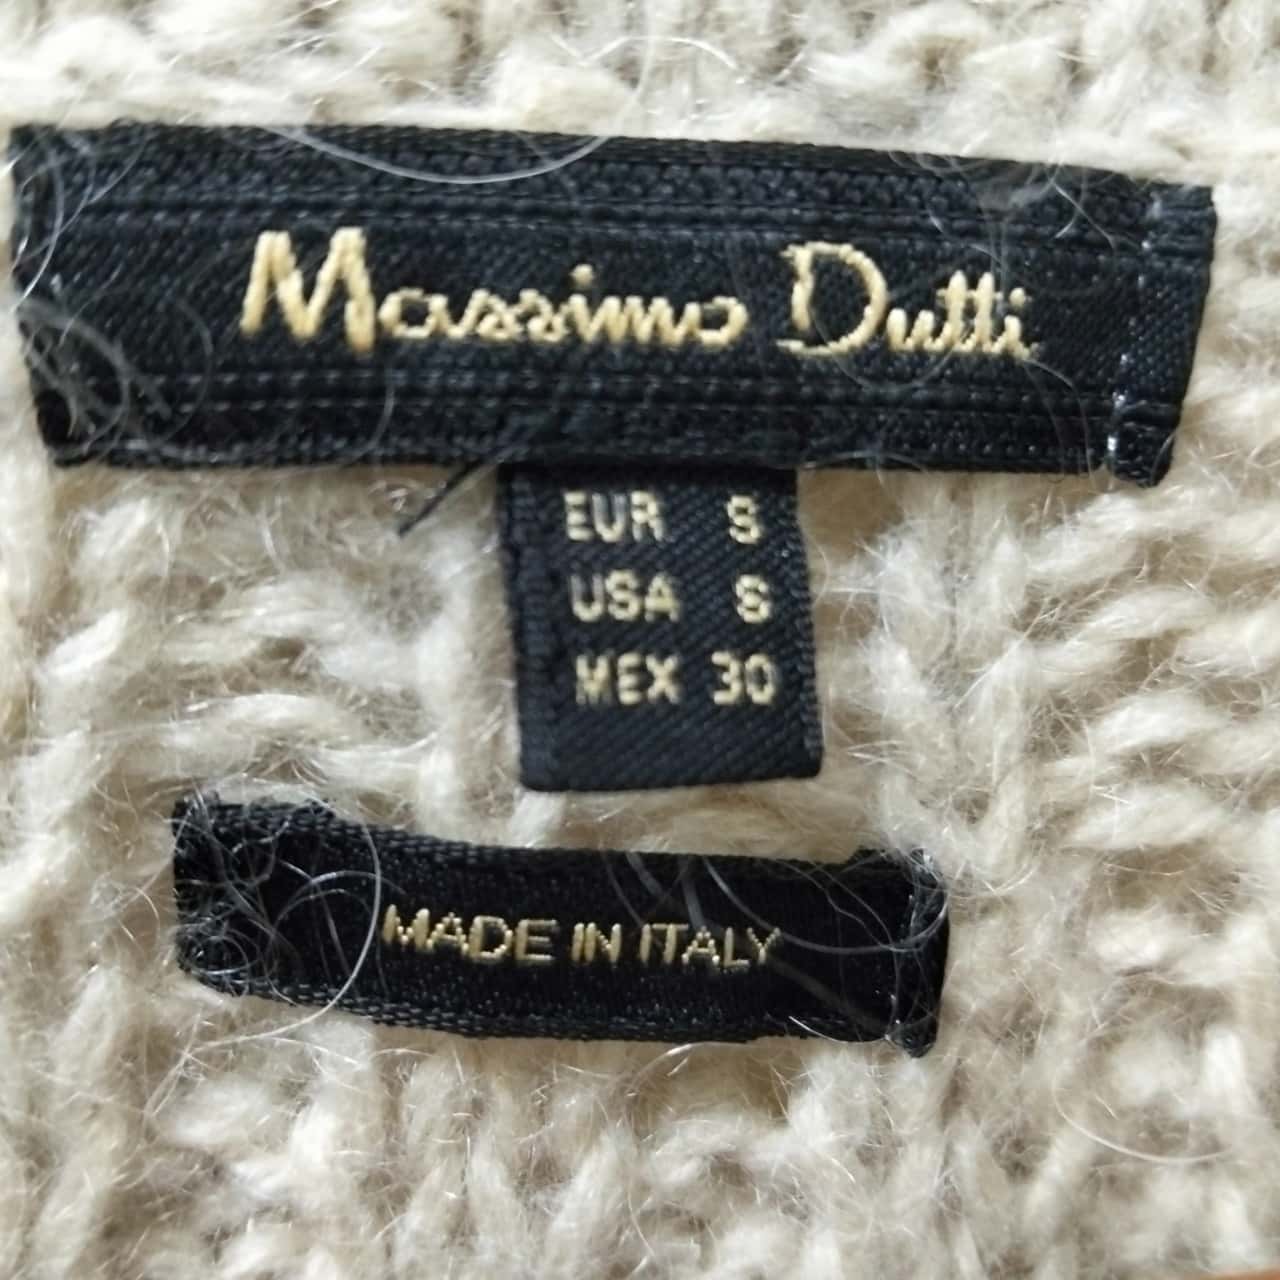 Massimo Dutti
EUR S
USA S
MEX 30
MADE IN ITALY